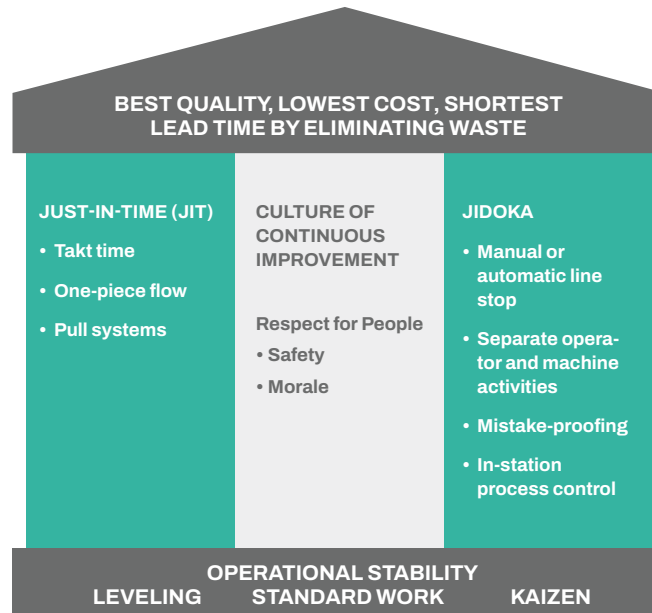 BEST QUALITY, LOWEST COST, SHORTEST
LEAD TIME BY ELIMINATING WASTE
JUST-IN-TIME (JIT)
• Takt time
• One-piece flow
• Pull systems
CULTURE OF
CONTINUOUS
IMPROVEMENT
Respect for People
• Safety
• Morale
JIDOKA
• Manual or
automatic line
stop
• Separate opera-
tor and machine
activities
• Mistake-proofing
• In-station
process control
OPERATIONAL STABILITY
LEVELING STANDARD WORK KAIZEN